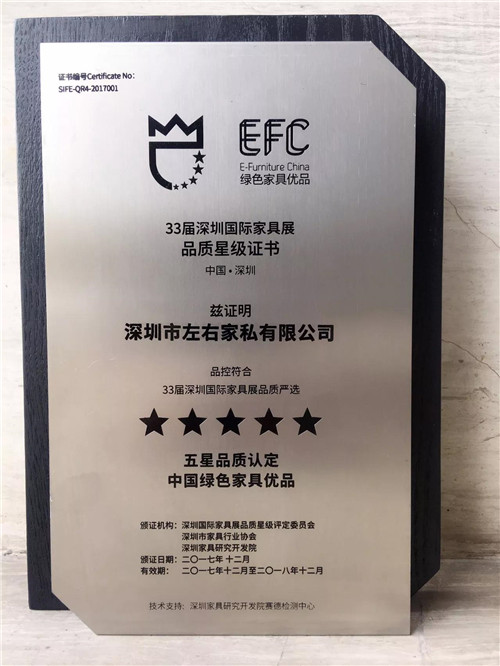 证书编号Certificate No：
SIFE-QR4-2017001
EFC
E-Furniture China
绿色家具优品
33届深圳国际家具展
品质星级证书
中国·深圳
兹证明
深圳市左右家私有限公司
品控符合
33届深圳国际家具展品质严选
五星品质认定
中国绿色家具优品
颁证机构：深圳国际家具展品质星级评定委员会
深圳市家具行业协会
深圳家具研究开发院
颁证日期：二〇一七年 十二月
有效期：二〇一七年十二月至二〇一八年十二月
技术支持：深圳家具研究开发院赛德检测中心